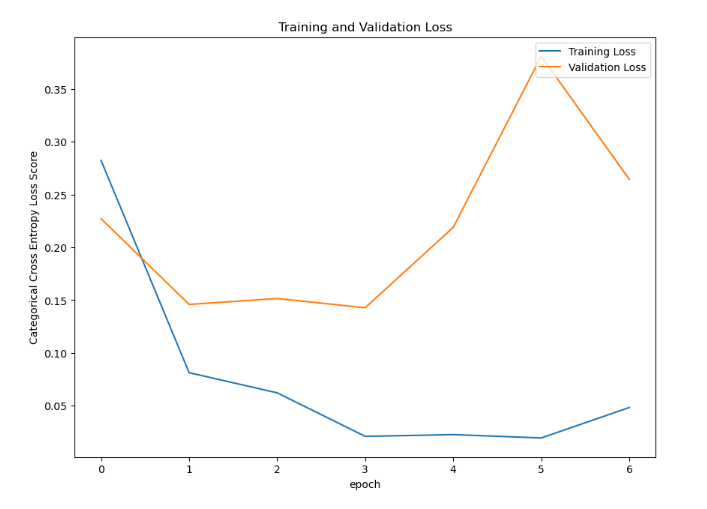 Training and Validation Loss
Training Loss
Validation Loss
Categorical Cross Entropy Loss Score
0.35
0.30
0.25
0.20
0.15
0.10
0.05
0 1 2 3 4 5 6
epoch